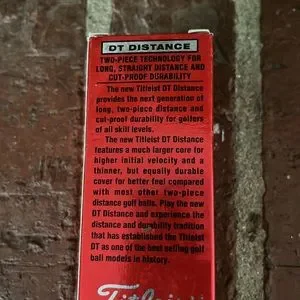 DT DISTANCE
TWO-PIECE TECHNOLOGY FOR
LONG, STRAIGHT DISTANCE AND
CUT-PROOF DURABILITY
The new Titleist DT Distance
provides the next generation of
long, two-piece distance and
cut-proof durability for golfers
of all skill levels.
The new Titleist DT Distance
features a much larger core for
higher initial velocity and a
thinner, but equally durable
cover for better feel compared
with most other two-piece
distance golf balls. Play the new
DT Distance and experience the
distance and durability tradition
that has established the Titleist
DT as one of the best selling golf
ball models in history.
Titleist